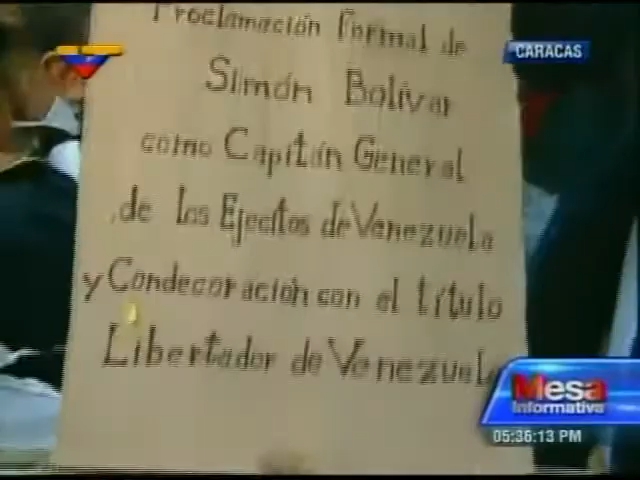 Proclamación Formal de
Simón Bolívar
como Capitán General
de los Ejecitos de Venezuela
y Condecoración con el título
Libertador de Venezuela
CARACAS
Mesa
Informativa
05:36:13 PM